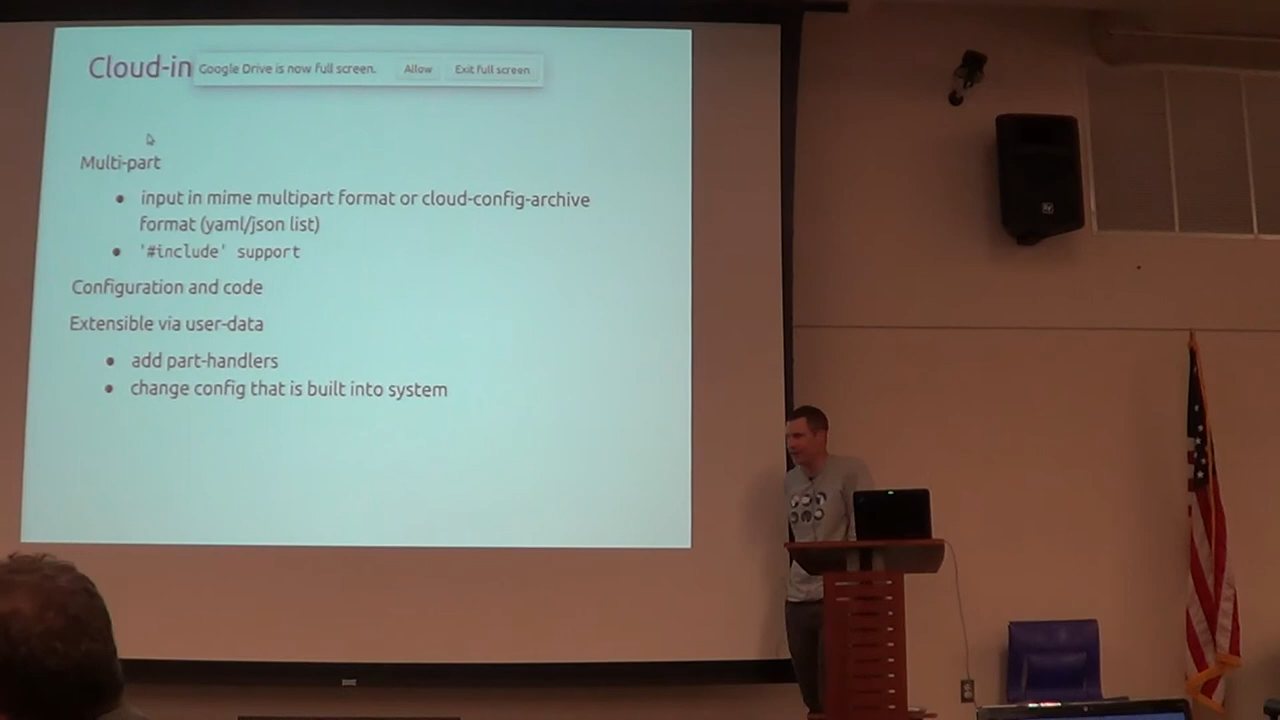 Cloud-in
Google Drive is now full screen. Allow Exit full screen
Multi-part
input in mime multipart format or cloud-config-archive
format (yaml/json list)
'#include' support
Configuration and code
Extensible via user-data
add part-handlers
change config that is built into system